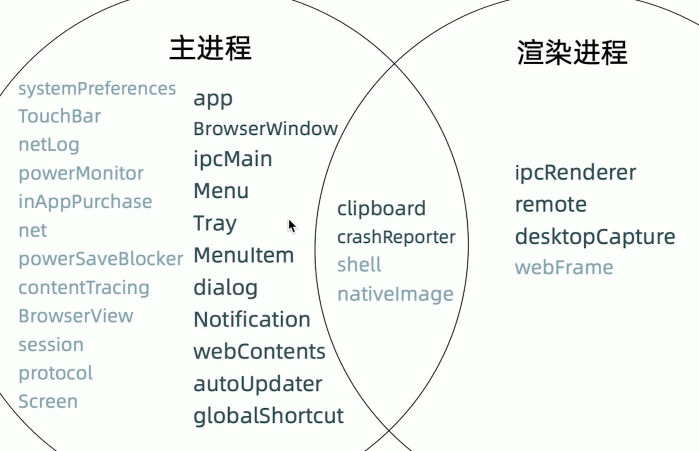 主进程
systemPreferences
TouchBar
netLog
powerMonitor
inAppPurchase
net
powerSaveBlocker
contentTracing
BrowserView
session
protocol
Screen
app
BrowserWindow
ipcMain
Menu
Tray
MenuItem
dialog
Notification
webContents
autoUpdater
globalShortcut
clipboard
crashReporter
shell
nativeImage
渲染进程
ipcRenderer
remote
desktopCapture
webFrame